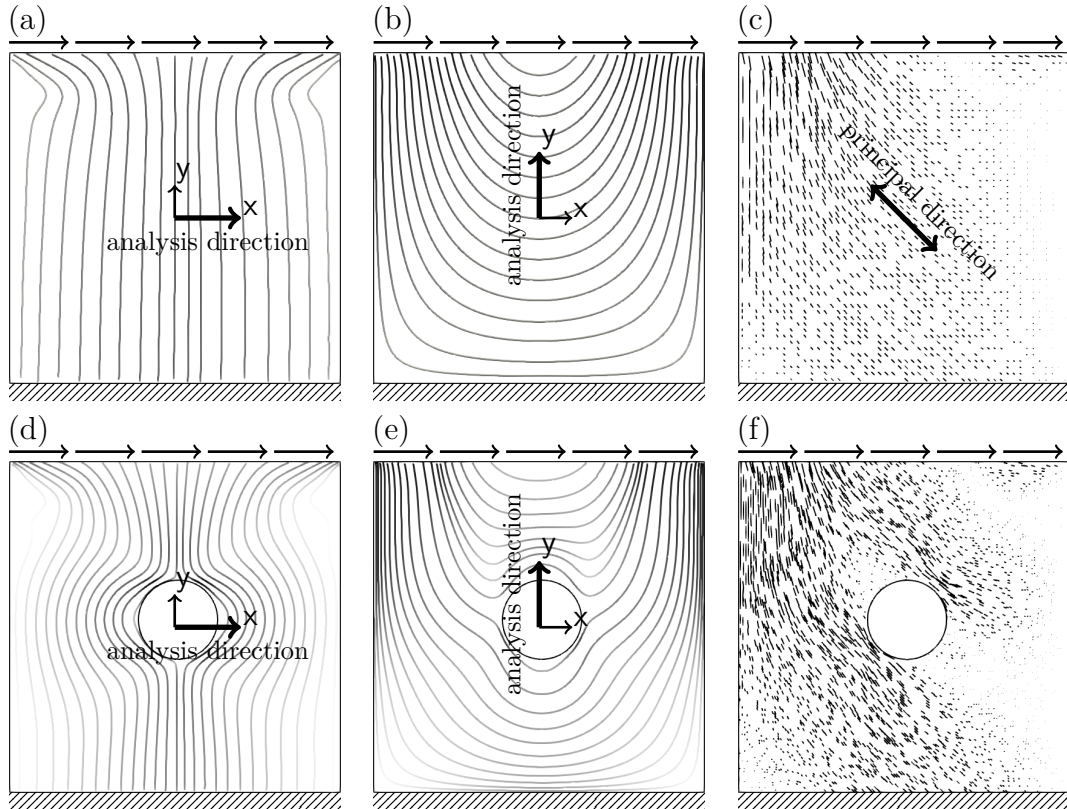 (a)
(b)
(c)
y
x
analysis direction
y
x
analysis direction
principal direction
(d)
(e)
(f)
y
x
analysis direction
y
x
analysis direction